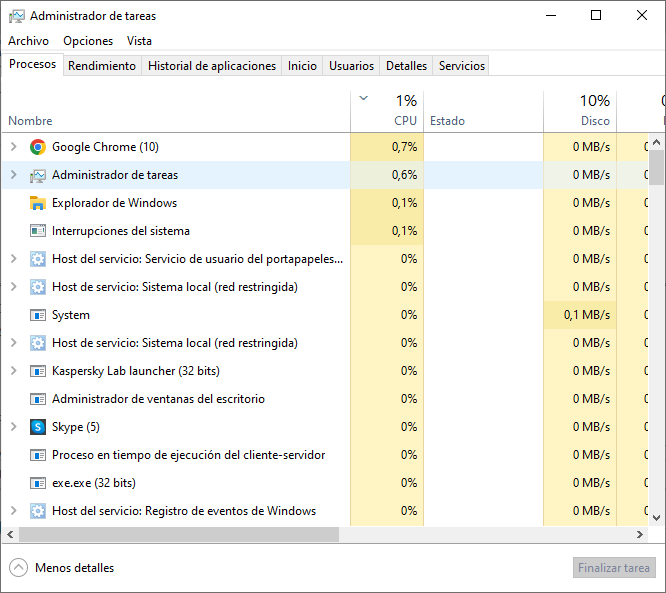 Administrador de tareas
Archivo Opciones Vista
Procesos Rendimiento Historial de aplicaciones Inicio Usuarios Detalles Servicios
1% 10%
Nombre CPU Estado Disco
Google Chrome (10) 0,7% 0 MB/s
Administrador de tareas 0,6% 0 MB/s
Explorador de Windows 0,1% 0 MB/s
Interrupciones del sistema 0,1% 0 MB/s
Host del servicio: Servicio de usuario del portapapeles... 0% 0 MB/s
Host de servicio: Sistema local (red restringida) 0% 0 MB/s
System 0% 0,1 MB/s
Host de servicio: Sistema local (red restringida) 0% 0 MB/s
Kaspersky Lab launcher (32 bits) 0% 0 MB/s
Administrador de ventanas del escritorio 0% 0 MB/s
Skype (5) 0% 0 MB/s
Proceso en tiempo de ejecución del cliente-servidor 0% 0 MB/s
exe.exe (32 bits) 0% 0 MB/s
Host del servicio: Registro de eventos de Windows 0% 0 MB/s
Menos detalles Finalizar tarea